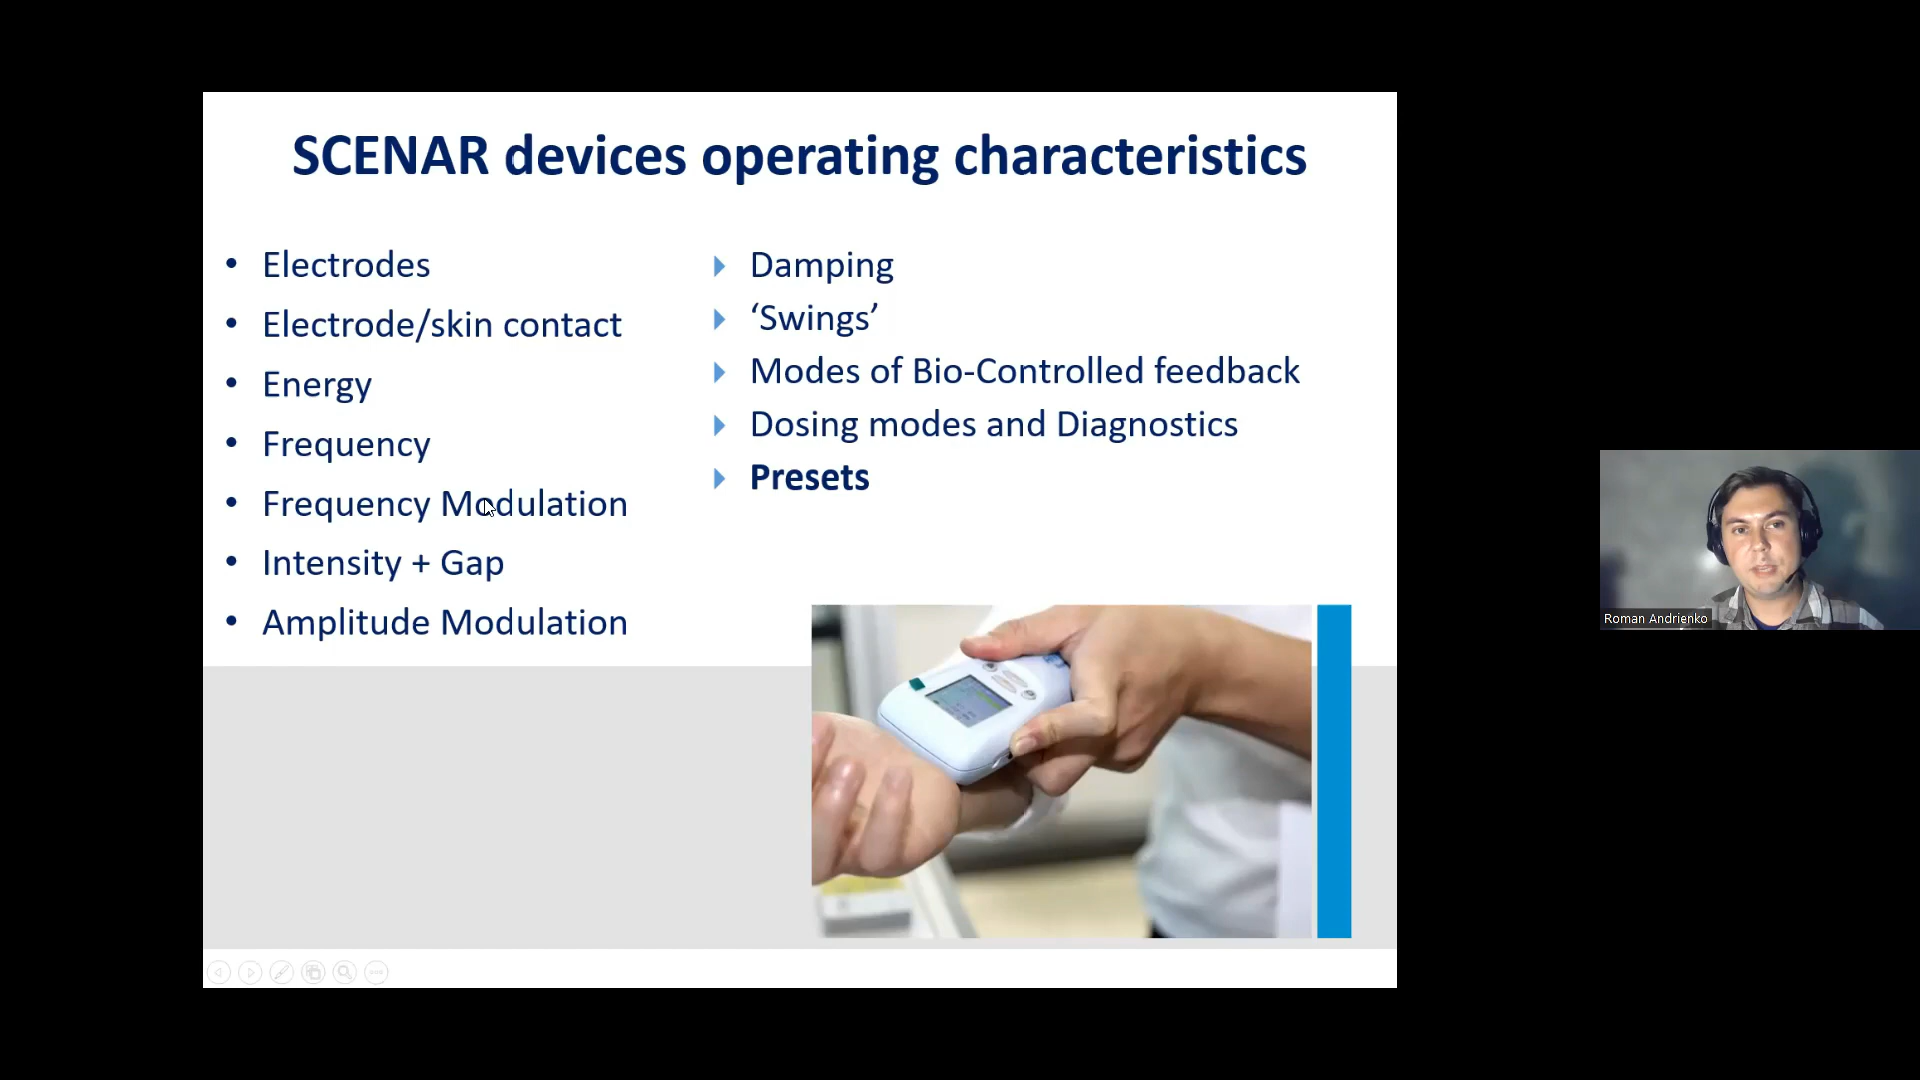 SCENAR devices operating characteristics
• Electrodes
• Electrode/skin contact
• Energy
• Frequency
• Frequency Modulation
• Intensity + Gap
• Amplitude Modulation
Damping
‘Swings’
Modes of Bio-Controlled feedback
Dosing modes and Diagnostics
Presets
Roman Andrienko